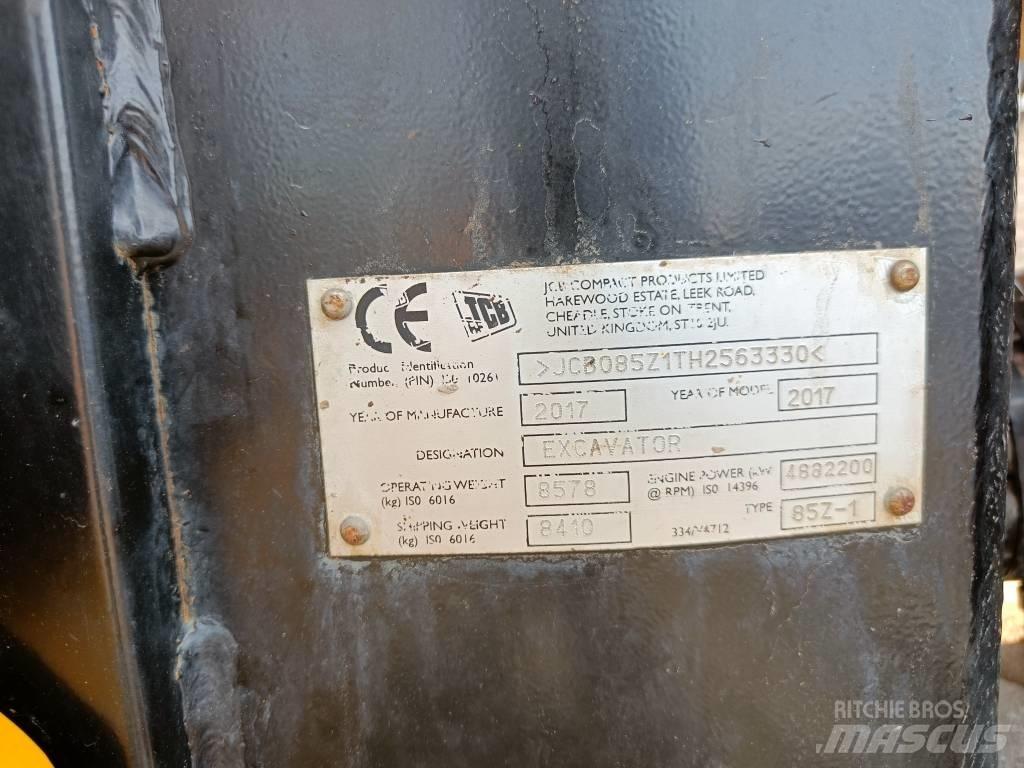 CE JCB
JCB COMPACT PRODUCTS LIMITED
HAREWOOD ESTATE, LEEK ROAD,
CHEADLE, STOKE ON TRENT,
UNITED KINGDOM, ST10 2JU.
Product Identification
Number (PIN) ISO 10261
>JCB085Z1TH2563330<
YEAR OF MANUFACTURE 2017 YEAR OF MODEL 2017
DESIGNATION EXCAVATOR
OPERATING WEIGHT
(kg) ISO 6016 8578
ENGINE POWER (kW
@ RPM) ISO 14396 4882200
SHIPPING WEIGHT
(kg) ISO 6016 8410
TYPE 85Z-1
RITCHIE BROS.
MASCUS